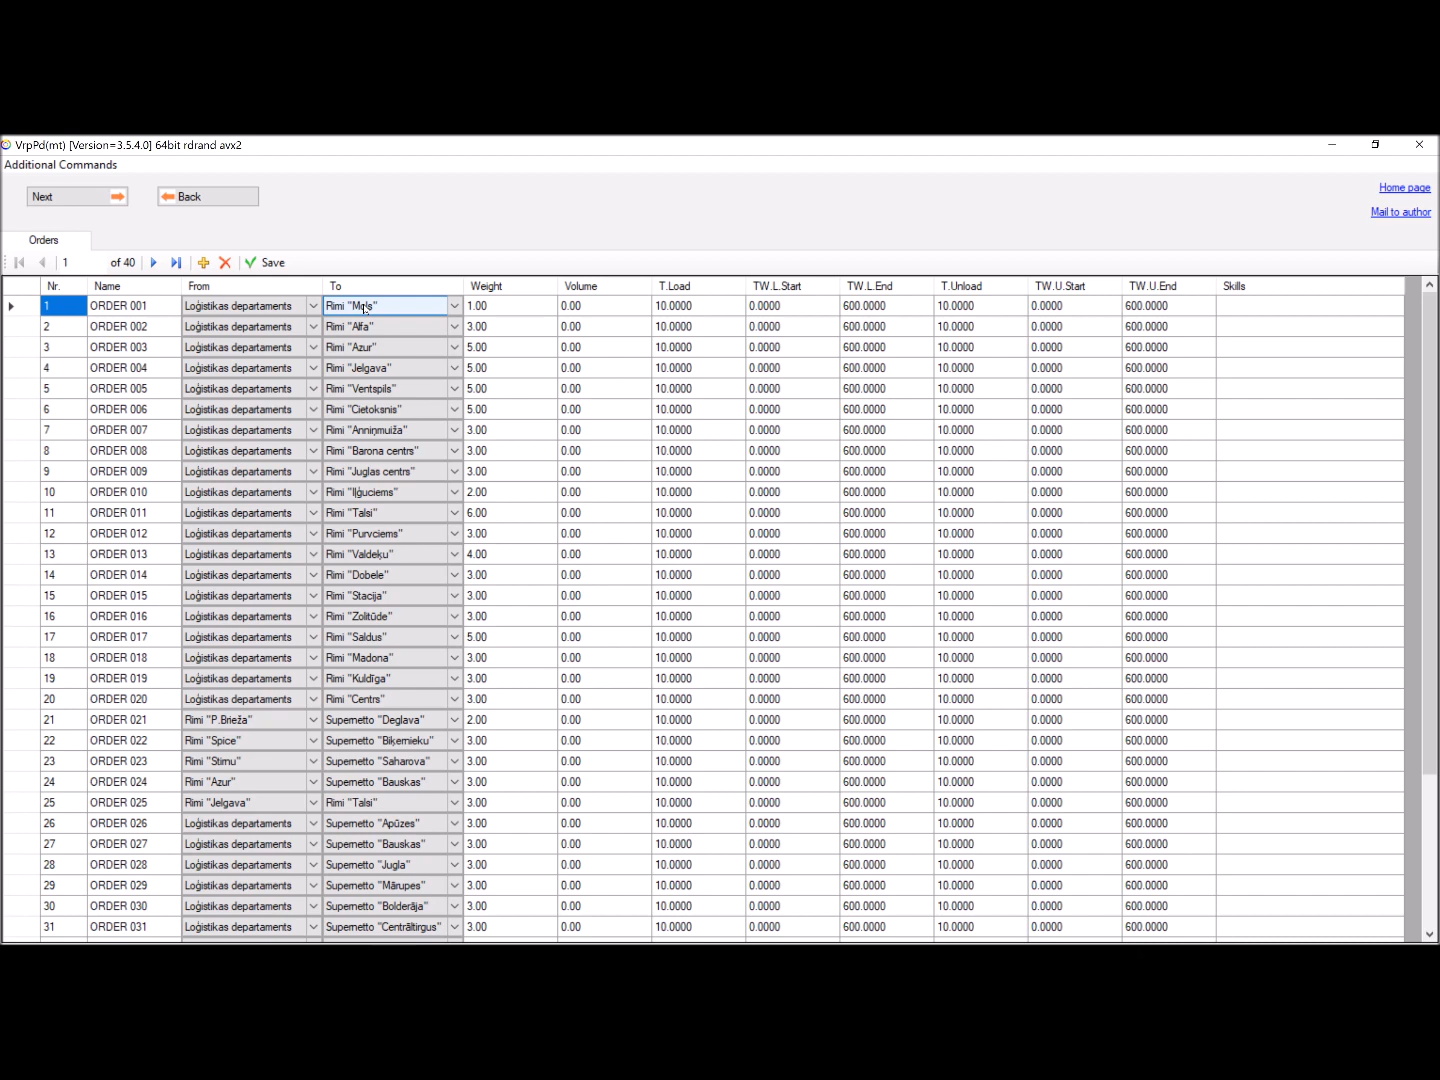 VrpPd(mt) [Version=3.5.4.0] 64bit rdrand avx2
Additional Commands
Next Back Home page
Mail to author
Orders
1 of 40 Save
Nr. Name From To Weight Volume T.Load TW.L.Start TW.L.End T.Unload TW.U.Start TW.U.End Skills
1 ORDER 001 Loģistikas departaments Rimi 1.00 0.00 10.0000 0.0000 600.0000 10.0000 0.0000 600.0000
2 ORDER 002 Loģistikas departaments Rimi "Alfa" 3.00 0.00 10.0000 0.0000 600.0000 10.0000 0.0000 600.0000
3 ORDER 003 Loģistikas departaments Rimi "Azur" 5.00 0.00 10.0000 0.0000 600.0000 10.0000 0.0000 600.0000
4 ORDER 004 Loģistikas departaments Rimi "Jelgava" 5.00 0.00 10.0000 0.0000 600.0000 10.0000 0.0000 600.0000
5 ORDER 005 Loģistikas departaments Rimi "Ventspils" 5.00 0.00 10.0000 0.0000 600.0000 10.0000 0.0000 600.0000
6 ORDER 006 Loģistikas departaments Rimi "Cietoksnis" 5.00 0.00 10.0000 0.0000 600.0000 10.0000 0.0000 600.0000
7 ORDER 007 Loģistikas departaments Rimi "Anniņmuiža" 3.00 0.00 10.0000 0.0000 600.0000 10.0000 0.0000 600.0000
8 ORDER 008 Loģistikas departaments Rimi "Barona centrs" 3.00 0.00 10.0000 0.0000 600.0000 10.0000 0.0000 600.0000
9 ORDER 009 Loģistikas departaments Rimi "Juglas centrs" 3.00 0.00 10.0000 0.0000 600.0000 10.0000 0.0000 600.0000
10 ORDER 010 Loģistikas departaments Rimi "Iļģuciems" 2.00 0.00 10.0000 0.0000 600.0000 10.0000 0.0000 600.0000
11 ORDER 011 Loģistikas departaments Rimi "Talsi" 6.00 0.00 10.0000 0.0000 600.0000 10.0000 0.0000 600.0000
12 ORDER 012 Loģistikas departaments Rimi "Purvciems" 3.00 0.00 10.0000 0.0000 600.0000 10.0000 0.0000 600.0000
13 ORDER 013 Loģistikas departaments Rimi "Valdeķu" 4.00 0.00 10.0000 0.0000 600.0000 10.0000 0.0000 600.0000
14 ORDER 014 Loģistikas departaments Rimi "Dobele" 3.00 0.00 10.0000 0.0000 600.0000 10.0000 0.0000 600.0000
15 ORDER 015 Loģistikas departaments Rimi "Stacija" 3.00 0.00 10.0000 0.0000 600.0000 10.0000 0.0000 600.0000
16 ORDER 016 Loģistikas departaments Rimi "Zolitūde" 3.00 0.00 10.0000 0.0000 600.0000 10.0000 0.0000 600.0000
17 ORDER 017 Loģistikas departaments Rimi "Saldus" 5.00 0.00 10.0000 0.0000 600.0000 10.0000 0.0000 600.0000
18 ORDER 018 Loģistikas departaments Rimi "Madona" 3.00 0.00 10.0000 0.0000 600.0000 10.0000 0.0000 600.0000
19 ORDER 019 Loģistikas departaments Rimi "Kuldīga" 3.00 0.00 10.0000 0.0000 600.0000 10.0000 0.0000 600.0000
20 ORDER 020 Loģistikas departaments Rimi "Centrs" 3.00 0.00 10.0000 0.0000 600.0000 10.0000 0.0000 600.0000
21 ORDER 021 Rimi "P.Brieža" Supernetto "Deglava" 2.00 0.00 10.0000 0.0000 600.0000 10.0000 0.0000 600.0000
22 ORDER 022 Rimi "Spice" Supernetto "Biķernieku" 3.00 0.00 10.0000 0.0000 600.0000 10.0000 0.0000 600.0000
23 ORDER 023 Rimi "Stirnu" Supernetto "Saharova" 3.00 0.00 10.0000 0.0000 600.0000 10.0000 0.0000 600.0000
24 ORDER 024 Rimi "Azur" Supernetto "Bauskas" 3.00 0.00 10.0000 0.0000 600.0000 10.0000 0.0000 600.0000
25 ORDER 025 Rimi "Jelgava" Rimi "Talsi" 3.00 0.00 10.0000 0.0000 600.0000 10.0000 0.0000 600.0000
26 ORDER 026 Loģistikas departaments Supernetto "Apūzes" 3.00 0.00 10.0000 0.0000 600.0000 10.0000 0.0000 600.0000
27 ORDER 027 Loģistikas departaments Supernetto "Bauskas" 3.00 0.00 10.0000 0.0000 600.0000 10.0000 0.0000 600.0000
28 ORDER 028 Loģistikas departaments Supernetto "Jugla" 3.00 0.00 10.0000 0.0000 600.0000 10.0000 0.0000 600.0000
29 ORDER 029 Loģistikas departaments Supernetto "Mārupes" 3.00 0.00 10.0000 0.0000 600.0000 10.0000 0.0000 600.0000
30 ORDER 030 Loģistikas departaments Supernetto "Bolderāja" 3.00 0.00 10.0000 0.0000 600.0000 10.0000 0.0000 600.0000
31 ORDER 031 Loģistikas departaments Supernetto "Centrāltirgus" 3.00 0.00 10.0000 0.0000 600.0000 10.0000 0.0000 600.0000